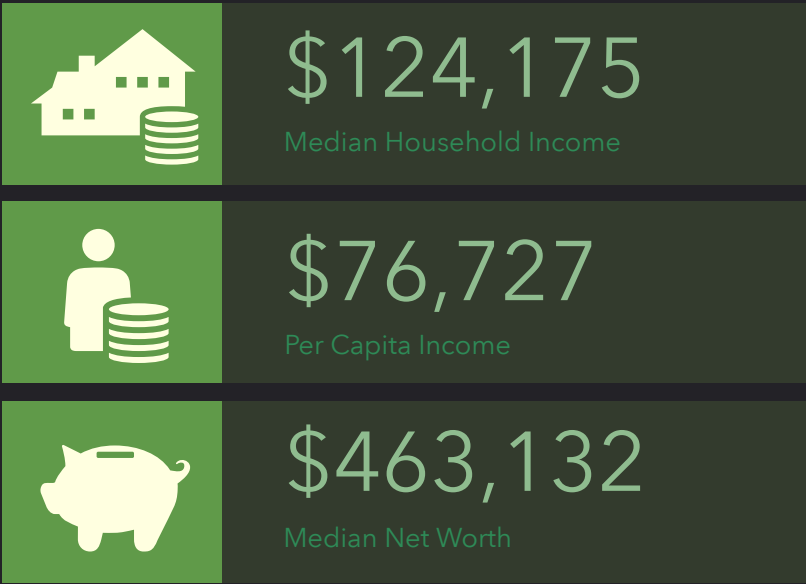 $124,175
Median Household Income
$76,727
Per Capita Income
$463,132
Median Net Worth